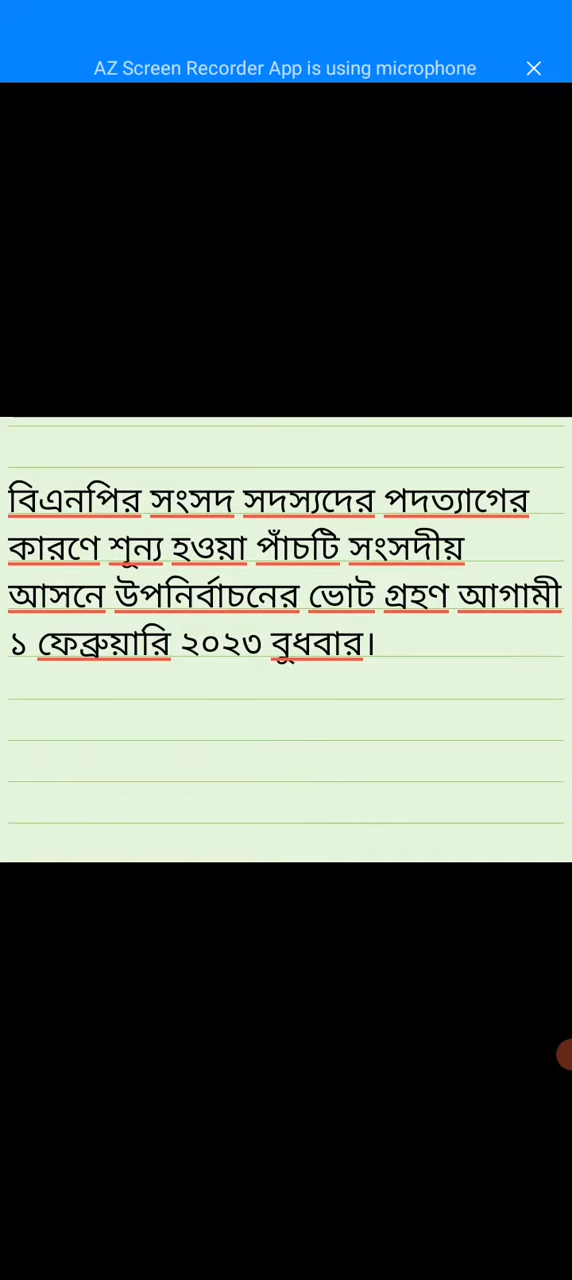 AZ Screen Recorder App is using microphone
বিএনপির সংসদ সদস্যদের পদত্যাগের
কারণে শূন্য হওয়া পাঁচটি সংসদীয়
আসনে উপনির্বাচনের ভোট গ্রহণ আগামী
১ ফেব্রুয়ারি ২০২৩ বুধবার।